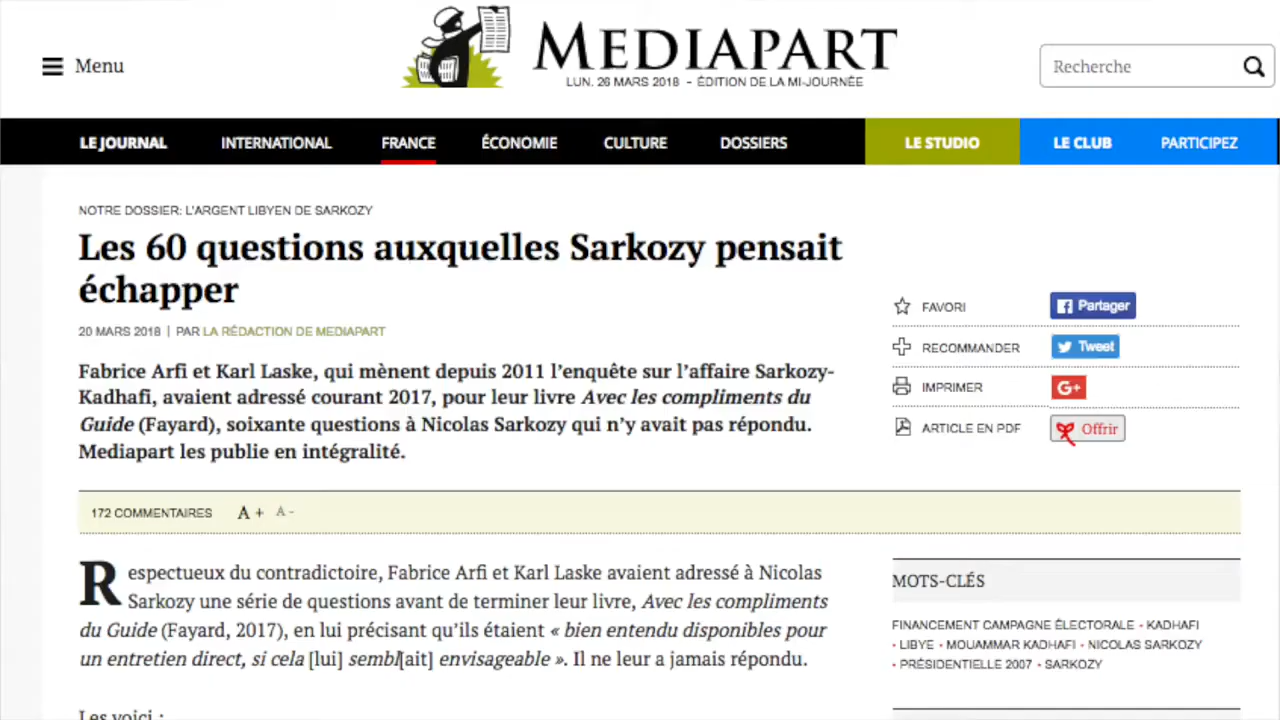 Menu
MEDIAPART
LUN. 26 MARS 2018 - ÉDITION DE LA MI-JOURNÉE
Recherche
LE JOURNAL INTERNATIONAL FRANCE ÉCONOMIE CULTURE DOSSIERS LE STUDIO LE CLUB PARTICIPEZ
NOTRE DOSSIER: L'ARGENT LIBYEN DE SARKOZY
Les 60 questions auxquelles Sarkozy pensait
échapper
20 MARS 2018 | PAR LA RÉDACTION DE MEDIAPART
Fabrice Arfi et Karl Laske, qui mènent depuis 2011 l’enquête sur l’affaire Sarkozy-
Kadhafi, avaient adressé courant 2017, pour leur livre Avec les compliments du
Guide (Fayard), soixante questions à Nicolas Sarkozy qui n’y avait pas répondu.
Mediapart les publie en intégralité.
FAVORI Partager
RECOMMANDER Tweet
IMPRIMER G+
ARTICLE EN PDF Offrir
172 COMMENTAIRES A + A -
Respectueux du contradictoire, Fabrice Arfi et Karl Laske avaient adressé à Nicolas
Sarkozy une série de questions avant de terminer leur livre, Avec les compliments
du Guide (Fayard, 2017), en lui précisant qu’ils étaient « bien entendu disponibles pour
un entretien direct, si cela [lui] sembl[ait] envisageable ». Il ne leur a jamais répondu.
Les voici :
MOTS-CLÉS
FINANCEMENT CAMPAGNE ÉLECTORALE • KADHAFI
• LIBYE • MOUAMMAR KADHAFI • NICOLAS SARKOZY
• PRÉSIDENTIELLE 2007 • SARKOZY